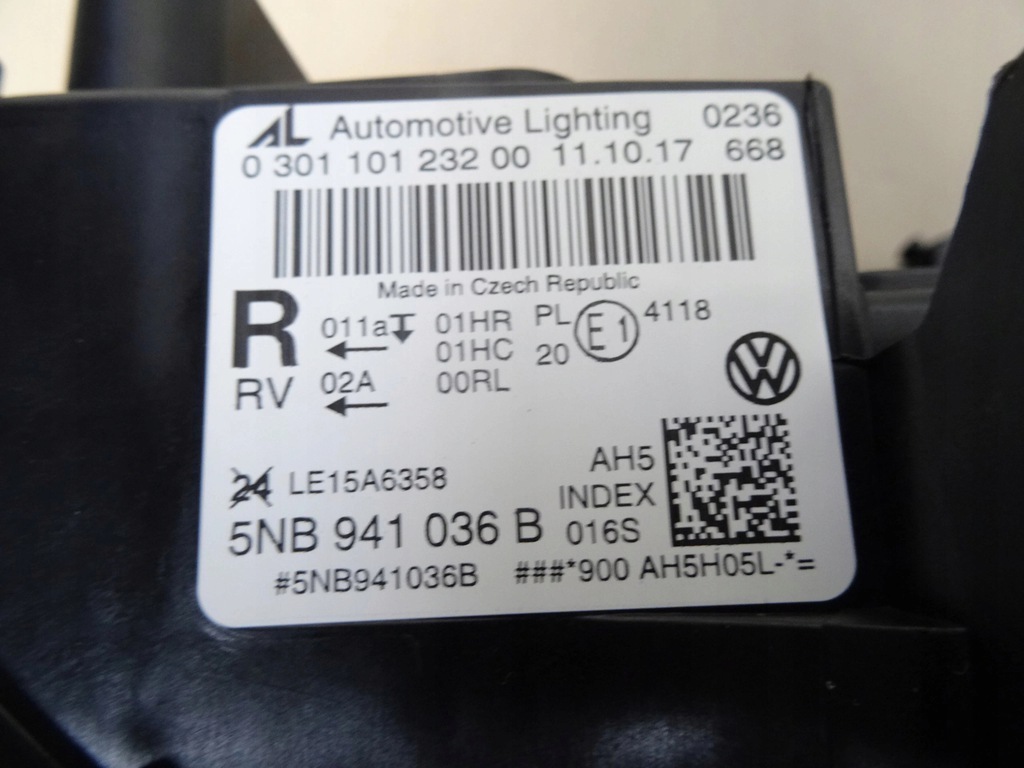 AL Automotive Lighting 0236
0 301 101 232 00 11.10.17 668
Made in Czech Republic
R 011a 01HR PL E1 4118
01HC 20
RV 02A 00RL
VW
24 LE15A6358 AH5
INDEX
5NB 941 036 B 016S
#5NB941036B ###*900 AH5H05L-*=